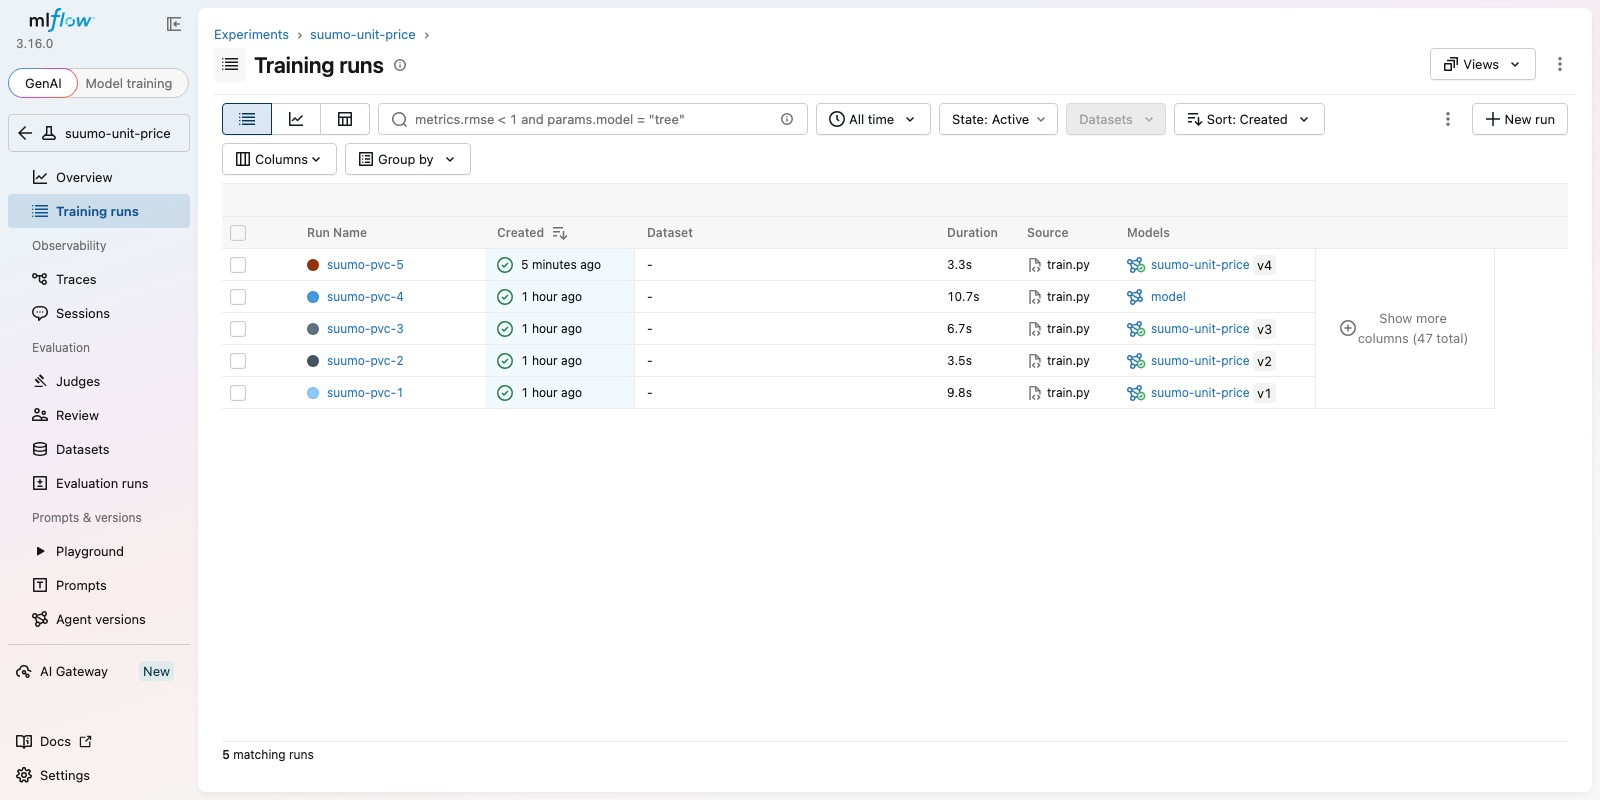 mlflow
3.16.0
GenAI
Model training
suumo-unit-price
Overview
Training runs
Observability
Traces
Sessions
Evaluation
Judges
Review
Datasets
Evaluation runs
Prompts & versions
Playground
Prompts
Agent versions
AI Gateway New
Docs
Settings
Experiments > suumo-unit-price >
Training runs
Views
metrics.rmse < 1 and params.model = "tree"
All time
State: Active
Datasets
Sort: Created
New run
Columns
Group by
Run Name Created Dataset Duration Source Models
suumo-pvc-5 5 minutes ago - 3.3s train.py suumo-unit-price v4
suumo-pvc-4 1 hour ago - 10.7s train.py model
suumo-pvc-3 1 hour ago - 6.7s train.py suumo-unit-price v3
suumo-pvc-2 1 hour ago - 3.5s train.py suumo-unit-price v2
suumo-pvc-1 1 hour ago - 9.8s train.py suumo-unit-price v1
Show more
columns (47 total)
5 matching runs